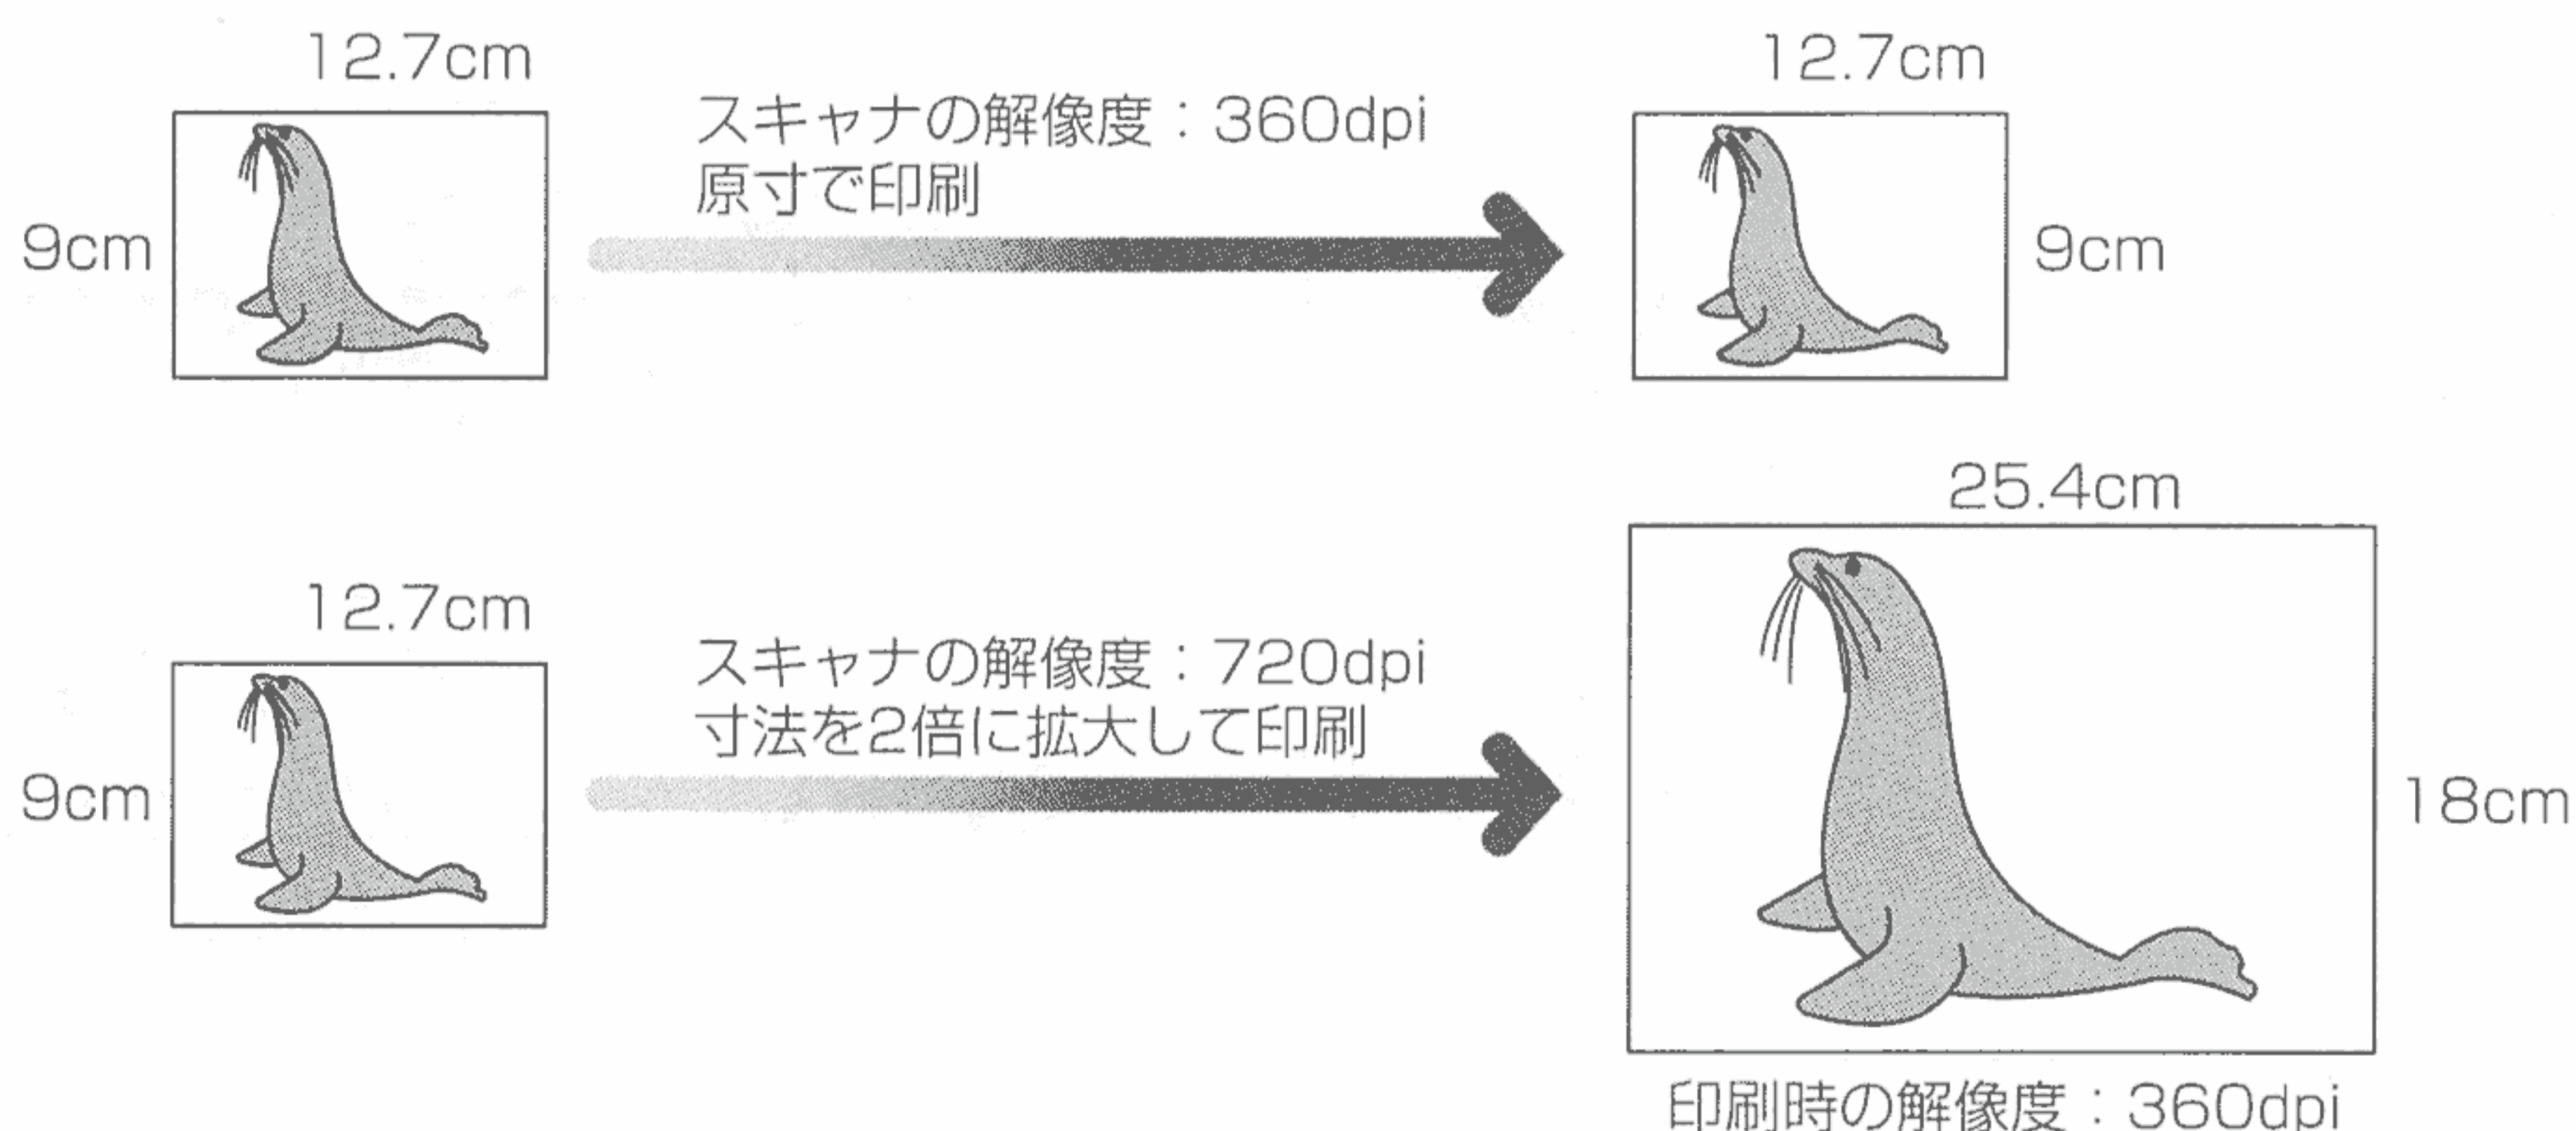 12.7cm
スキャナの解像度：360dpi
原寸で印刷
9cm
12.7cm
9cm
12.7cm
スキャナの解像度：720dpi
寸法を2倍に拡大して印刷
9cm
25.4cm
18cm
印刷時の解像度：360dpi